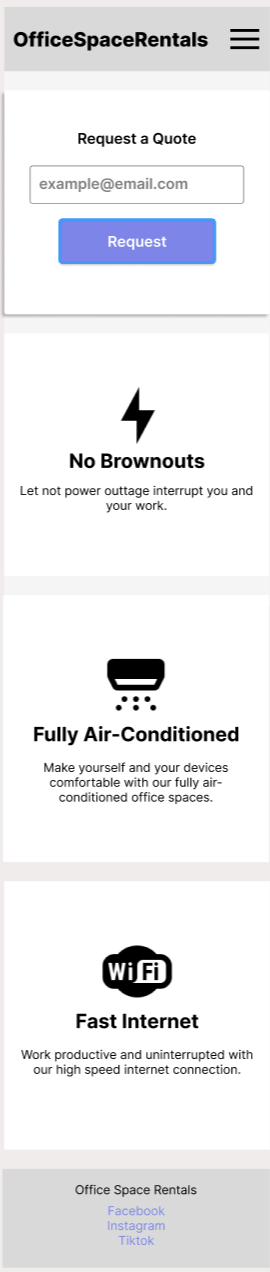 OfficeSpaceRentals
Request a Quote
example@email.com
Request
No Brownouts
Let not power outtage interrupt you and
your work.
Fully Air-Conditioned
Make yourself and your devices
comfortable with our fully air-
conditioned office spaces.
WiFi
Fast Internet
Work productive and uninterrupted with
our high speed internet connection.
Office Space Rentals
Facebook
Instagram
Tiktok